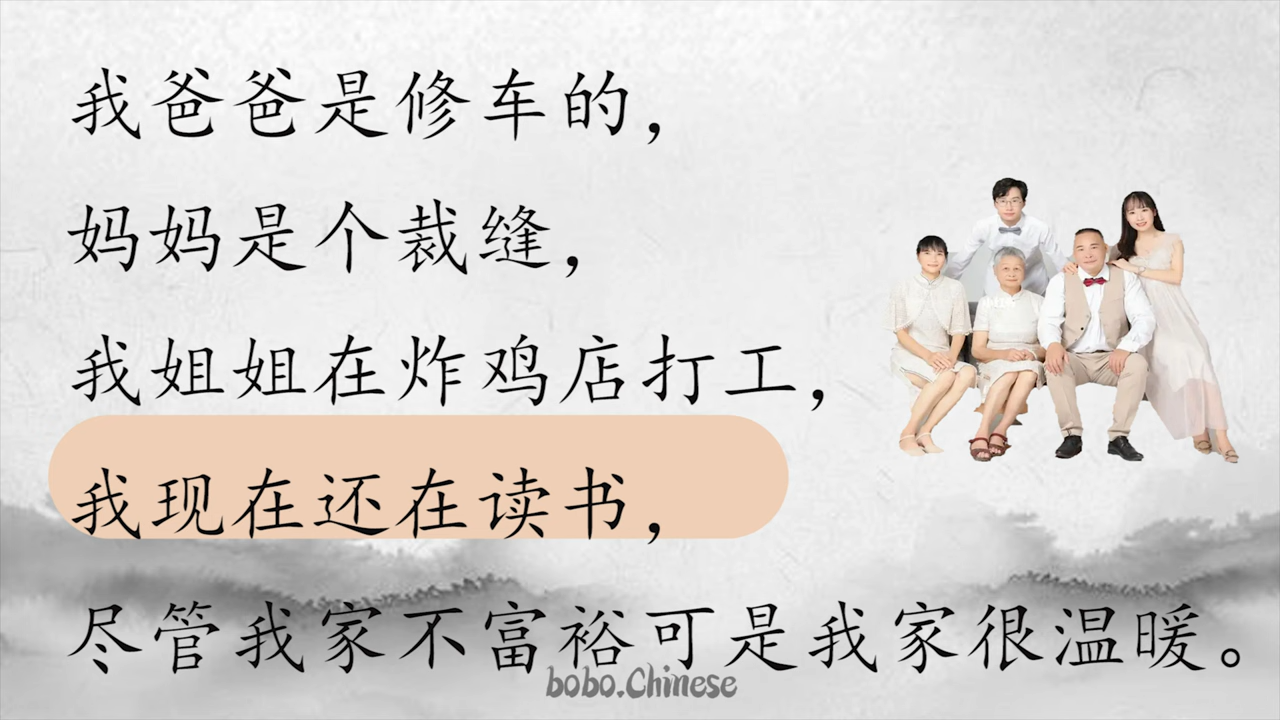 我爸爸是修车的，
妈妈是个裁缝，
我姐姐在炸鸡店打工，
我现在还在读书，
尽管我家不富裕可是我家很温暖。
bobo.Chinese